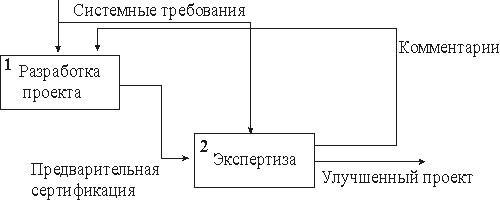 Системные требования
Комментарии
1 Разработка
проекта
2 Экспертиза
Предварительная
сертификация
Улучшенный проект